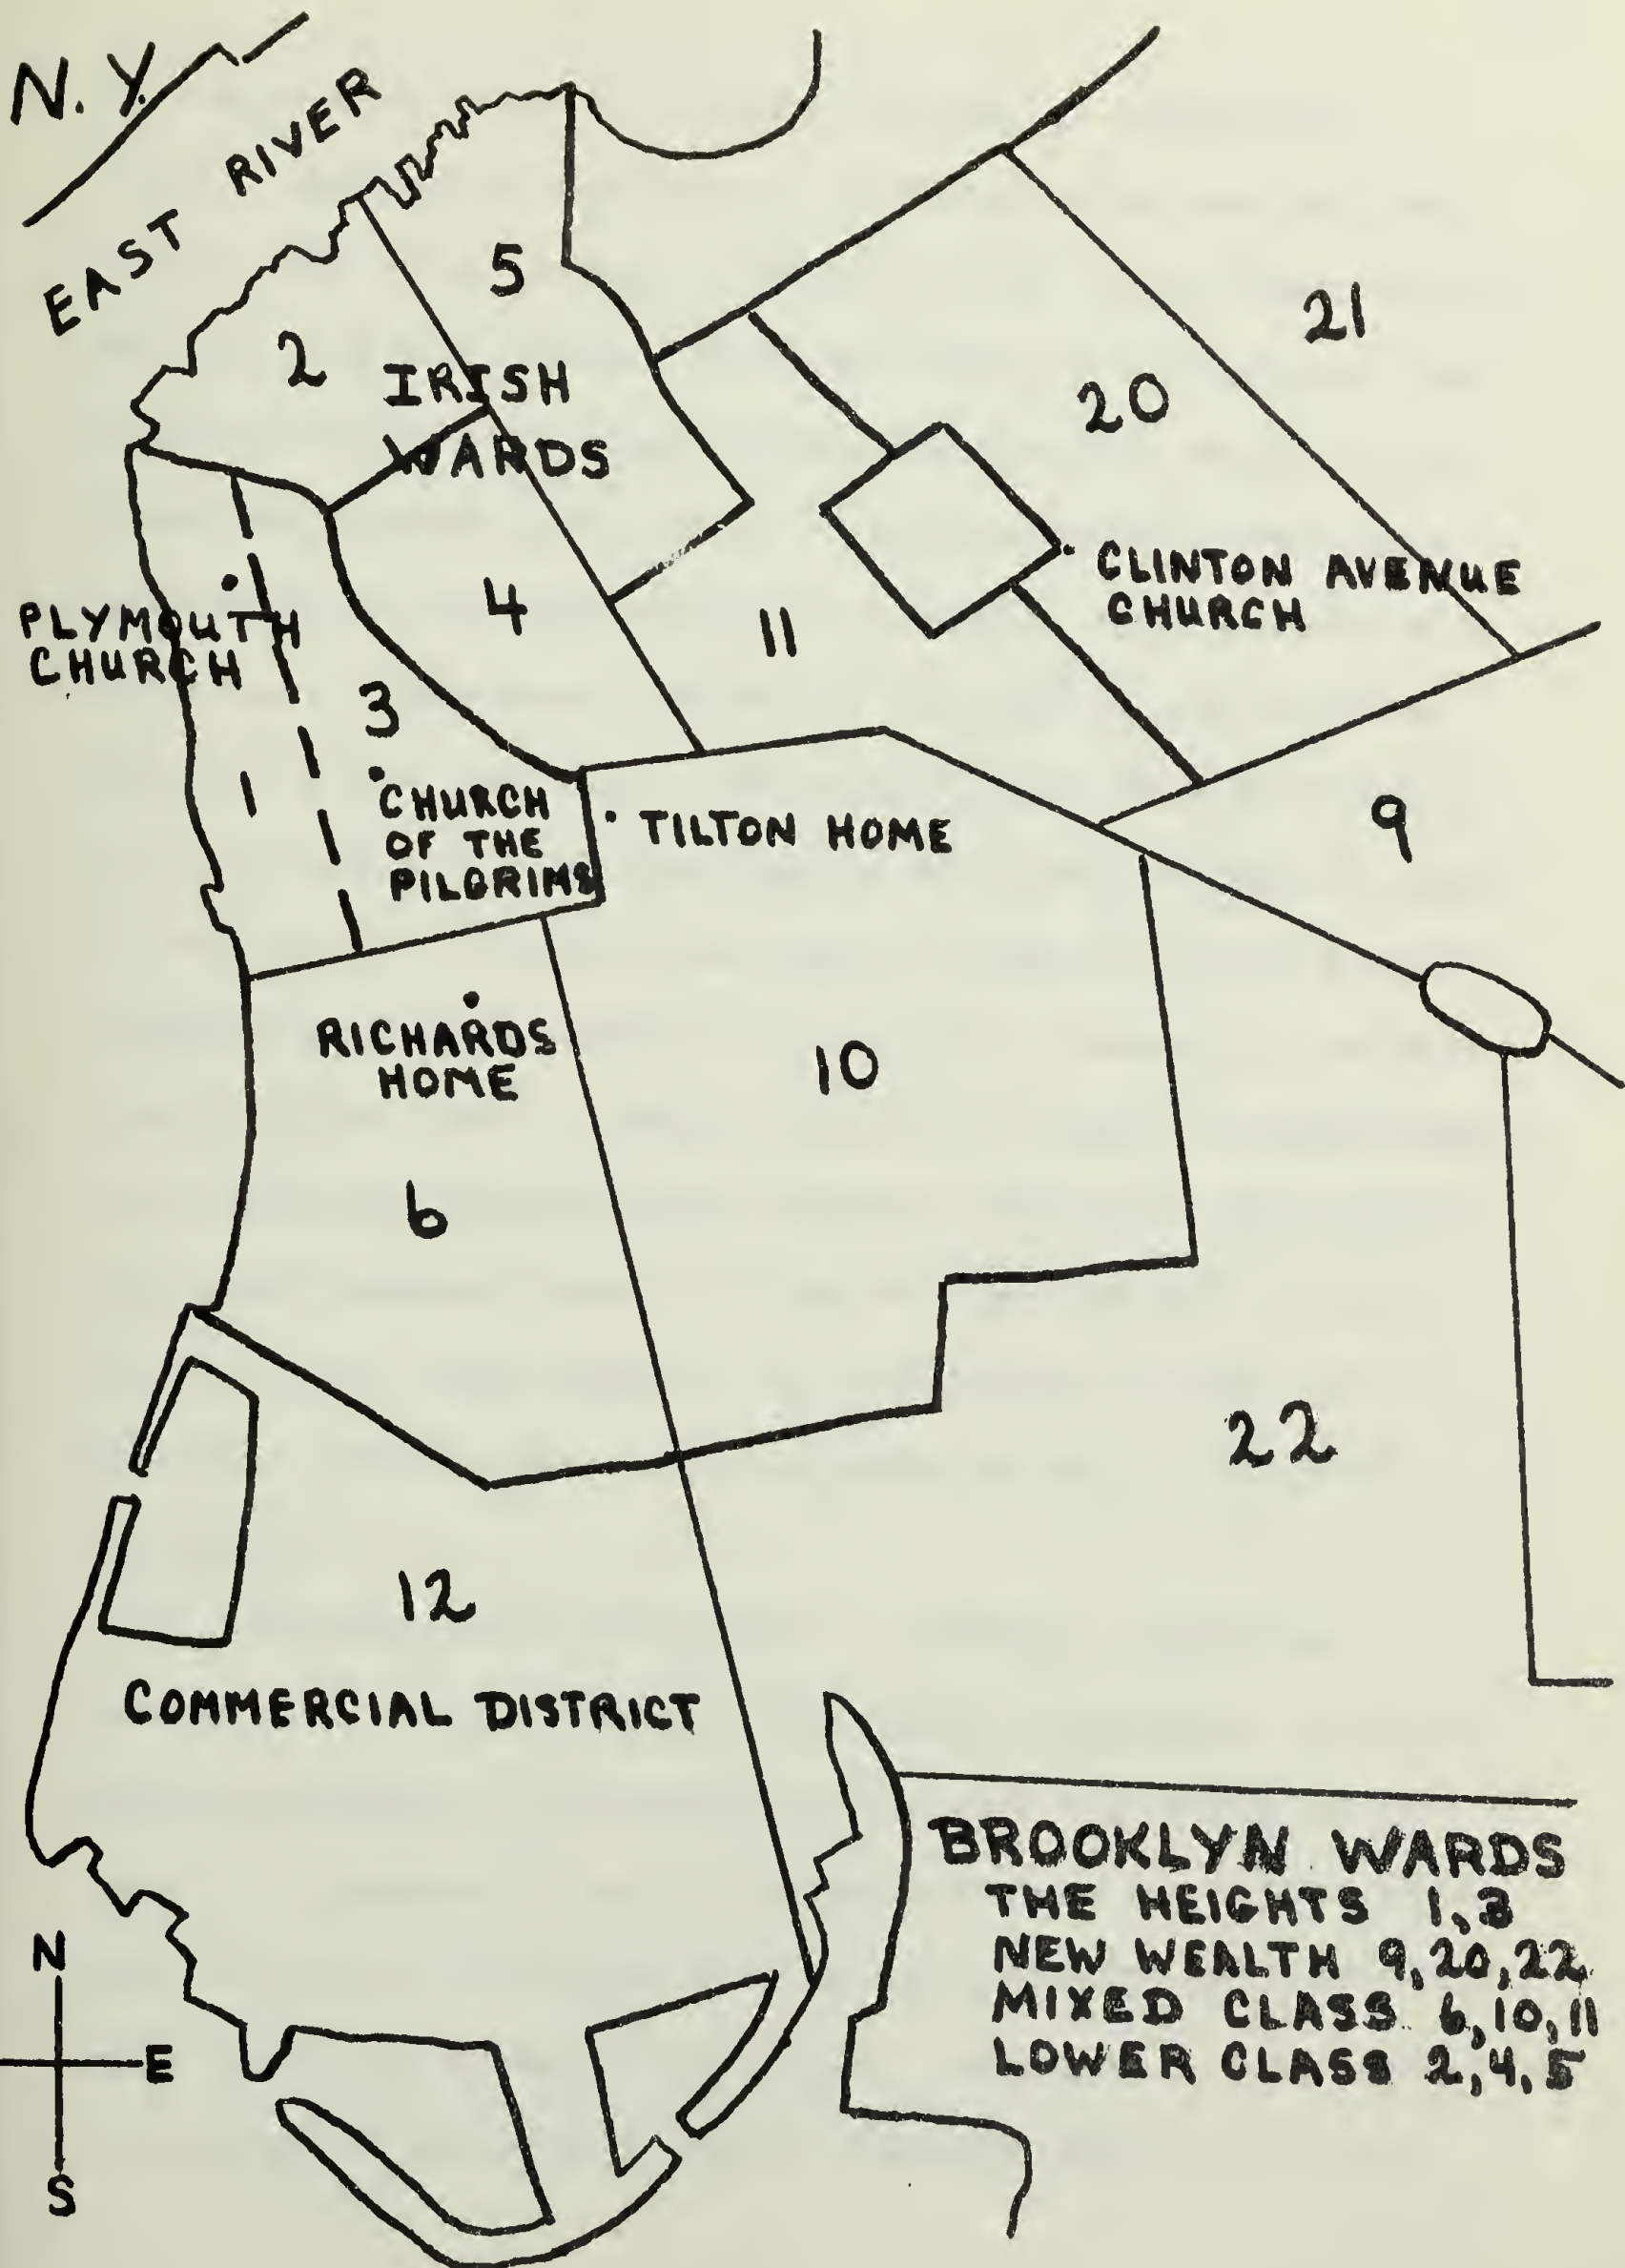 N.Y.
EAST RIVER
5
2
IRISH
WARDS
21
20
CLINTON AVENUE
CHURCH
4
11
PLYMOUTH
CHURCH
3
1
CHURCH
OF THE
PILGRIMS
TILTON HOME
9
RICHARDS
HOME
10
6
22
12
COMMERCIAL DISTRICT
BROOKLYN WARDS
THE HEIGHTS 1,3
NEW WEALTH 9,20,22
MIXED CLASS 6,10,11
LOWER CLASS 2,4,5
N
E
S